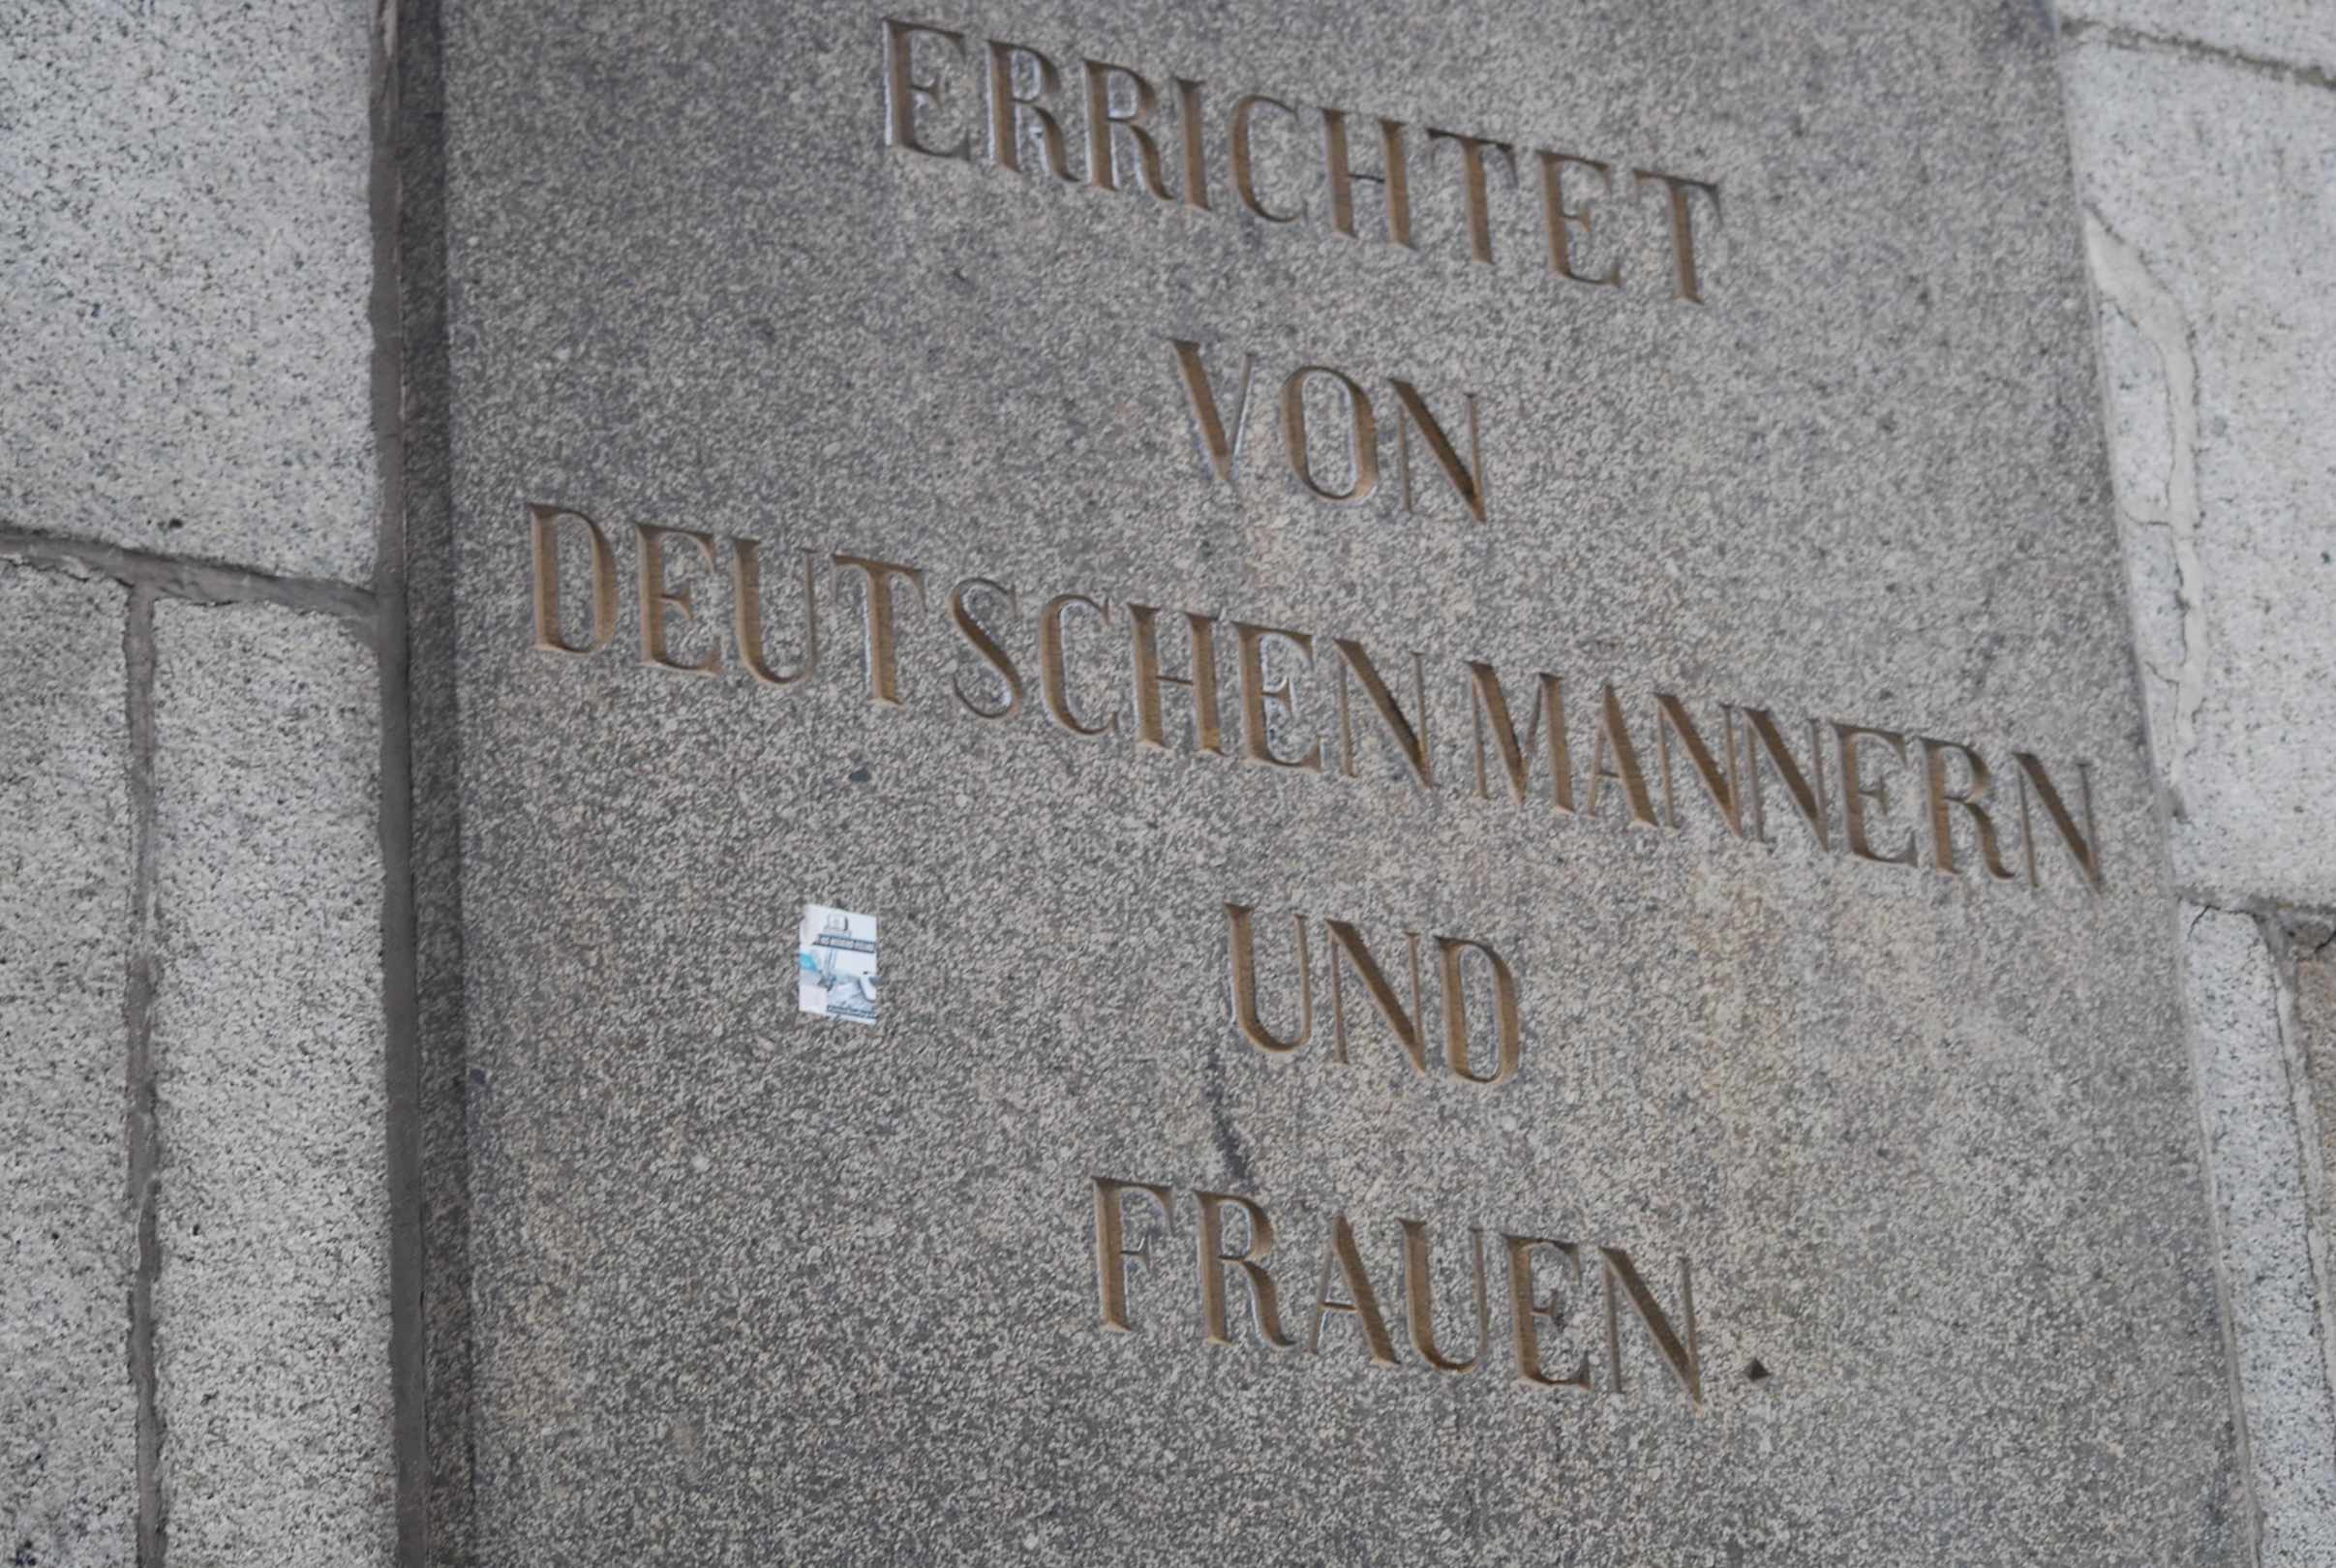 ERRICHTET
VON
DEUTSCHEN MANNERN
UND
FRAUEN.